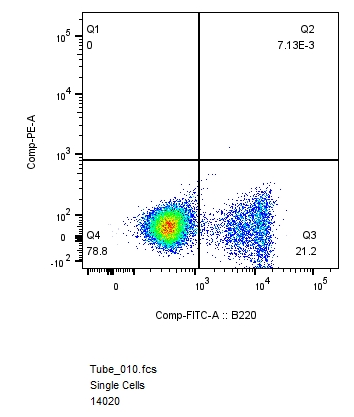 Q1
0
Q2
7.13E-3
10^5
10^4
10^3
10^2
0
-10^2
Comp-PE-A
Q4
78.8
Q3
21.2
0
10^3
10^4
10^5
Comp-FITC-A :: B220
Tube_010.fcs
Single Cells
14020